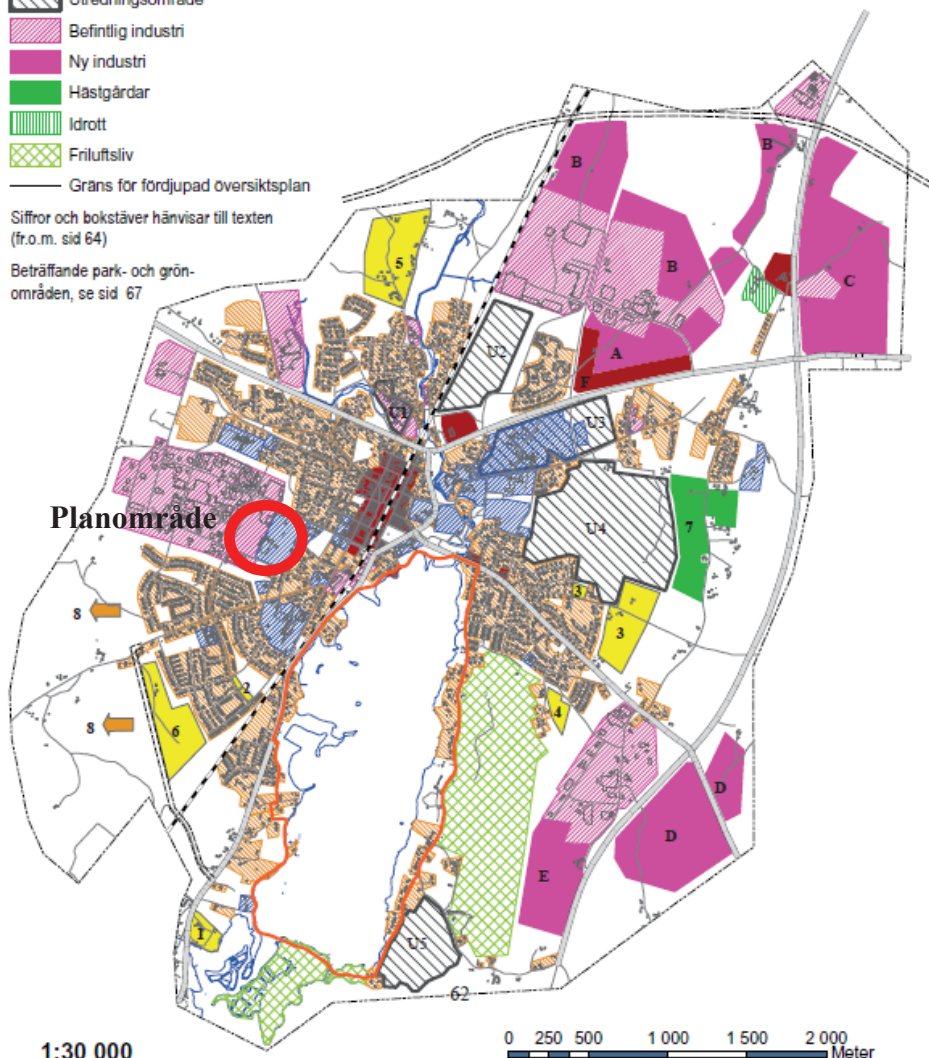 Utredningsområde
Befintlig industri
Ny industri
Hästgårdar
Idrott
Friluftsliv
Gräns för fördjupad översiktsplan
Siffror och bokstäver hänvisar till texten
(fr.o.m. sid 64)
Beträffande park- och grön-
områden, se sid 67
B
B
5
B
C
U2
A
F
U1
U3
Planområde
U4
7
8
3
3
2
4
8
6
D
D
E
1
U5
62
1:30 000
0 250 500 1 000 1 500 2 000
Meter